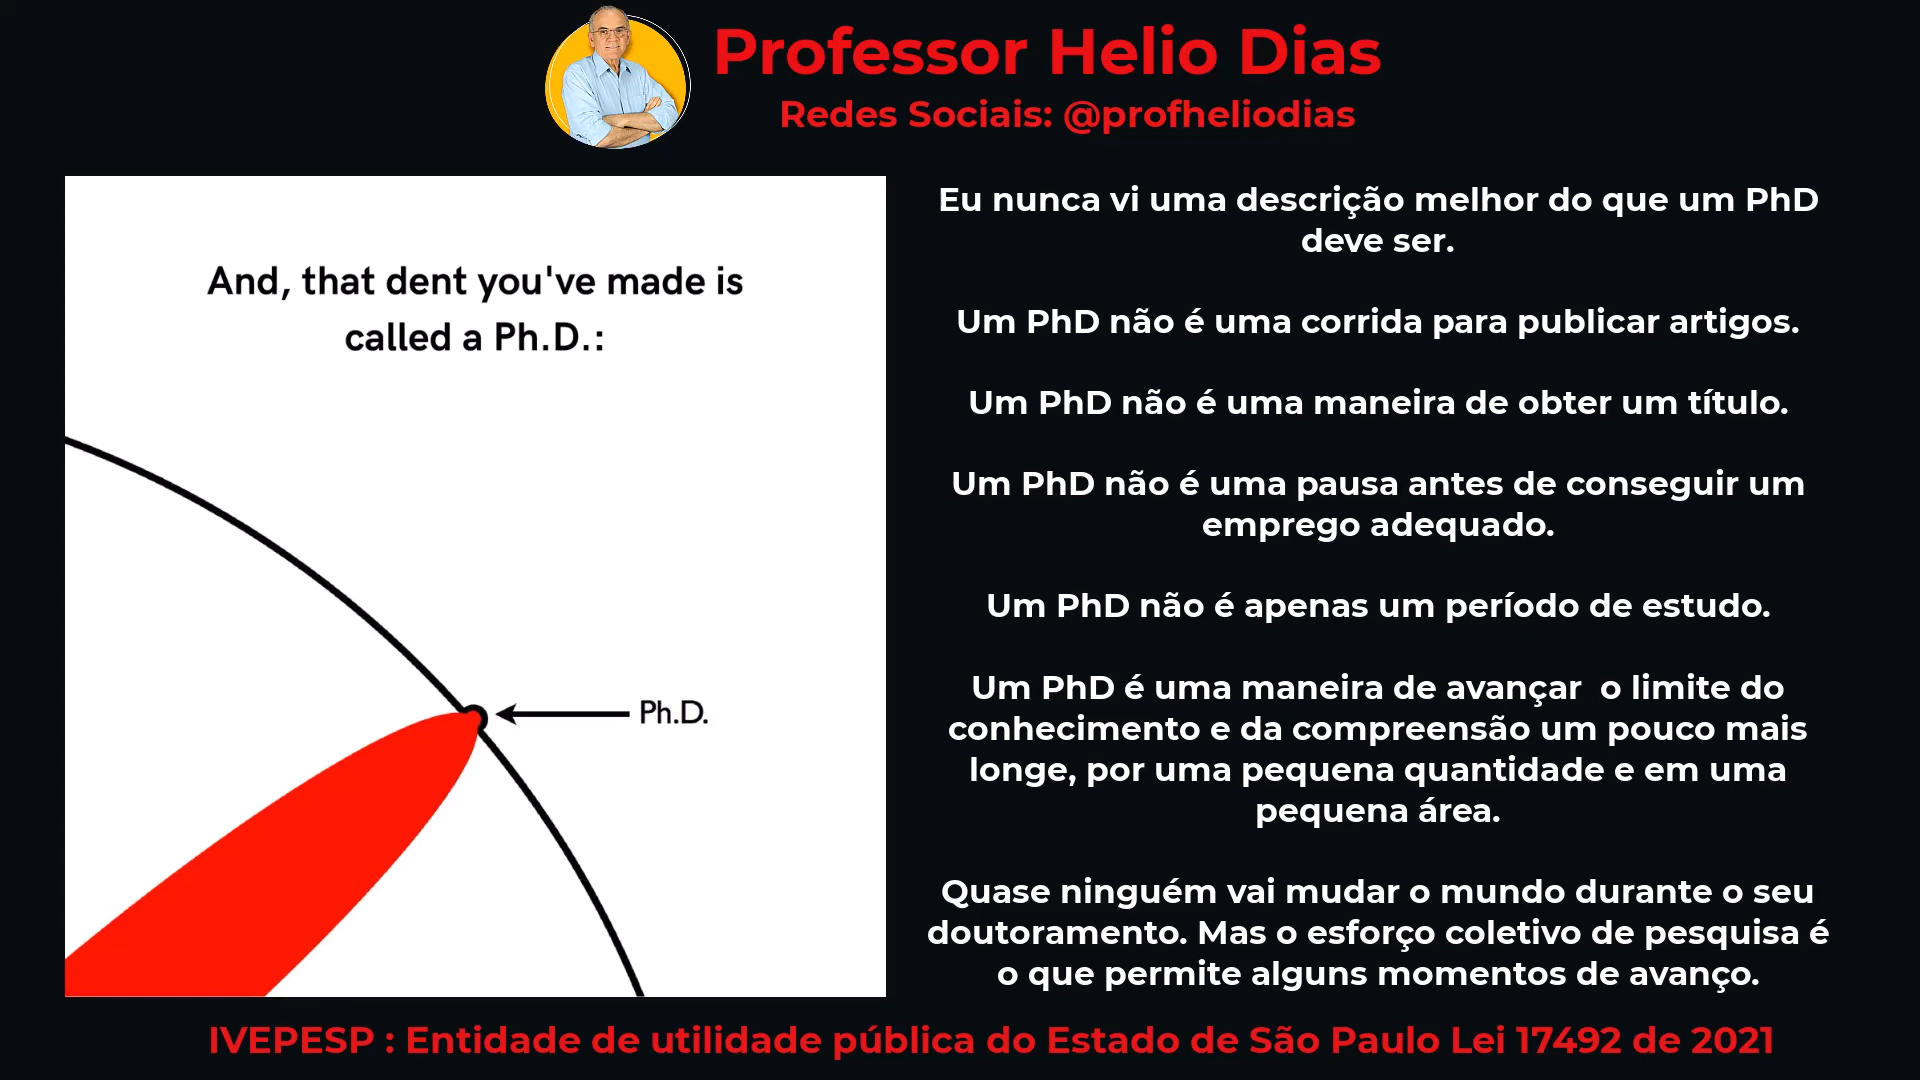 Professor Helio Dias
Redes Sociais: @profheliodias
And, that dent you've made is
called a Ph.D.:
Ph.D.
Eu nunca vi uma descrição melhor do que um PhD
deve ser.
Um PhD não é uma corrida para publicar artigos.
Um PhD não é uma maneira de obter um título.
Um PhD não é uma pausa antes de conseguir um
emprego adequado.
Um PhD não é apenas um período de estudo.
Um PhD é uma maneira de avançar  o limite do
conhecimento e da compreensão um pouco mais
longe, por uma pequena quantidade e em uma
pequena área.
Quase ninguém vai mudar o mundo durante o seu
doutoramento. Mas o esforço coletivo de pesquisa é
o que permite alguns momentos de avanço.
IVEPESP : Entidade de utilidade pública do Estado de São Paulo Lei 17492 de 2021